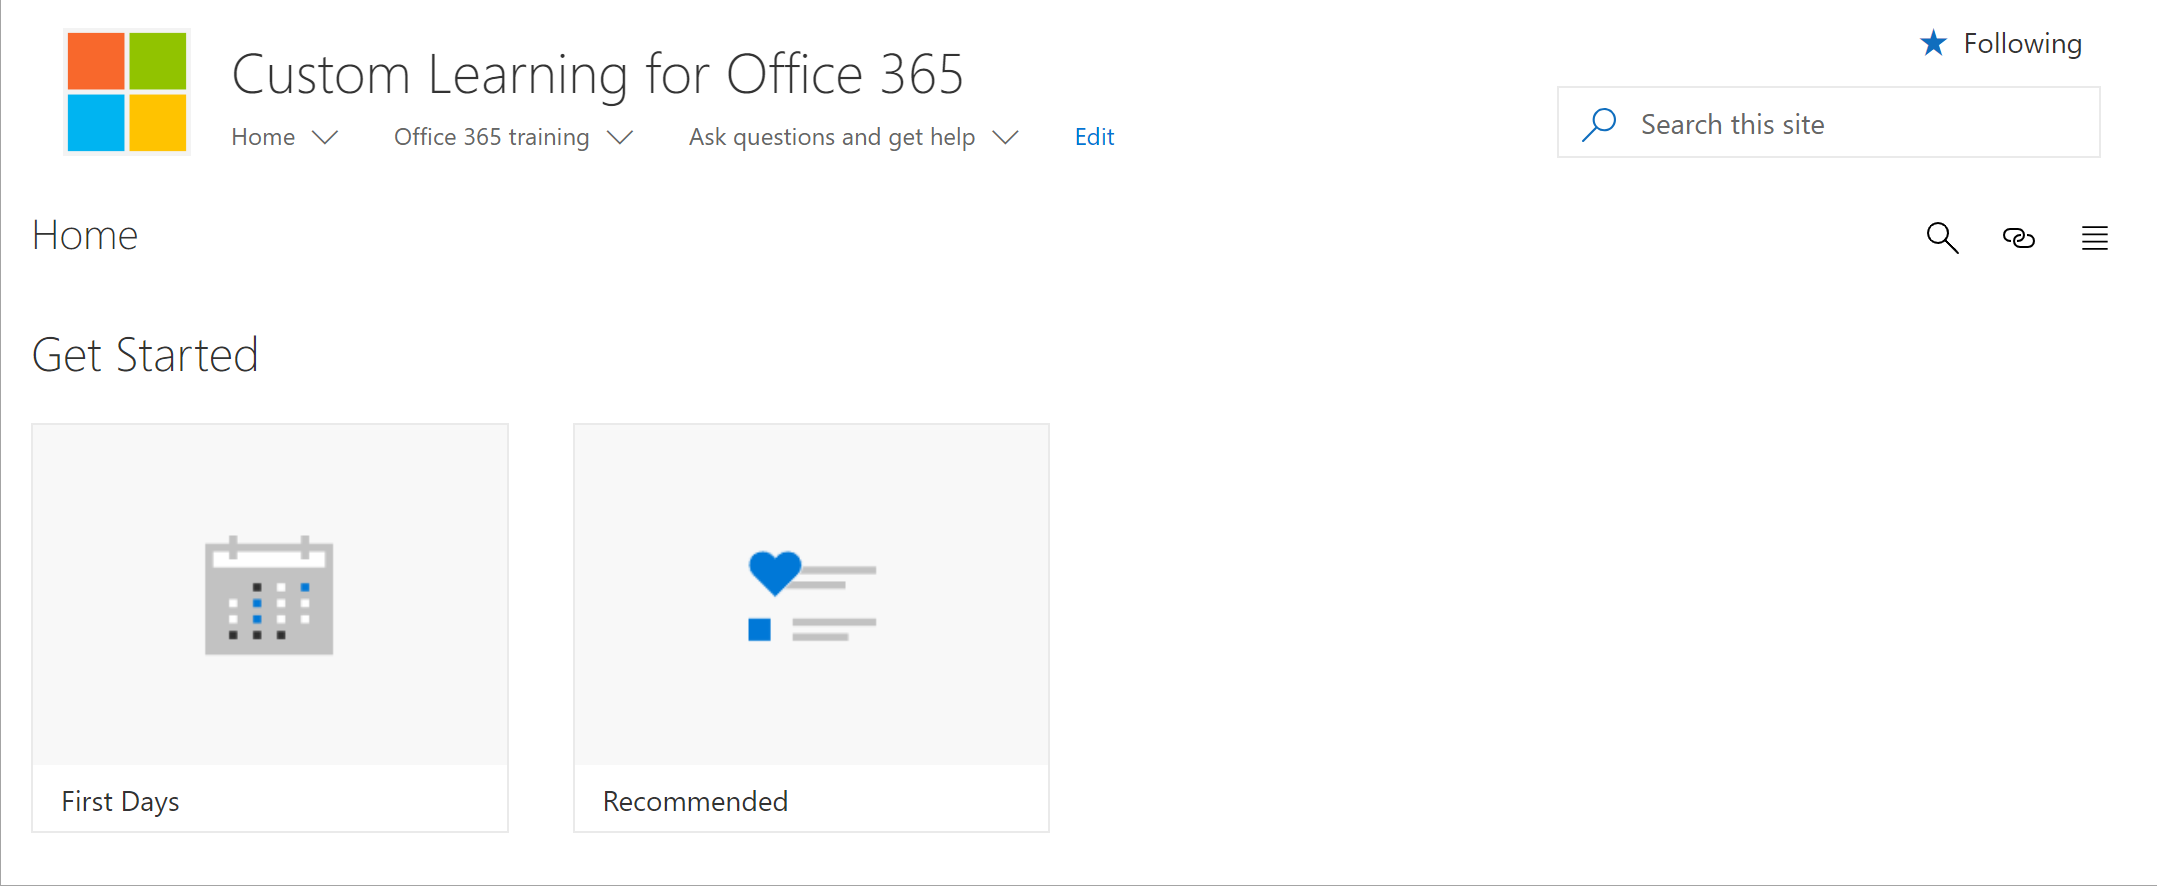 Following
Custom Learning for Office 365
Search this site
Home
Office 365 training
Ask questions and get help
Edit
Home
Get Started
First Days
Recommended